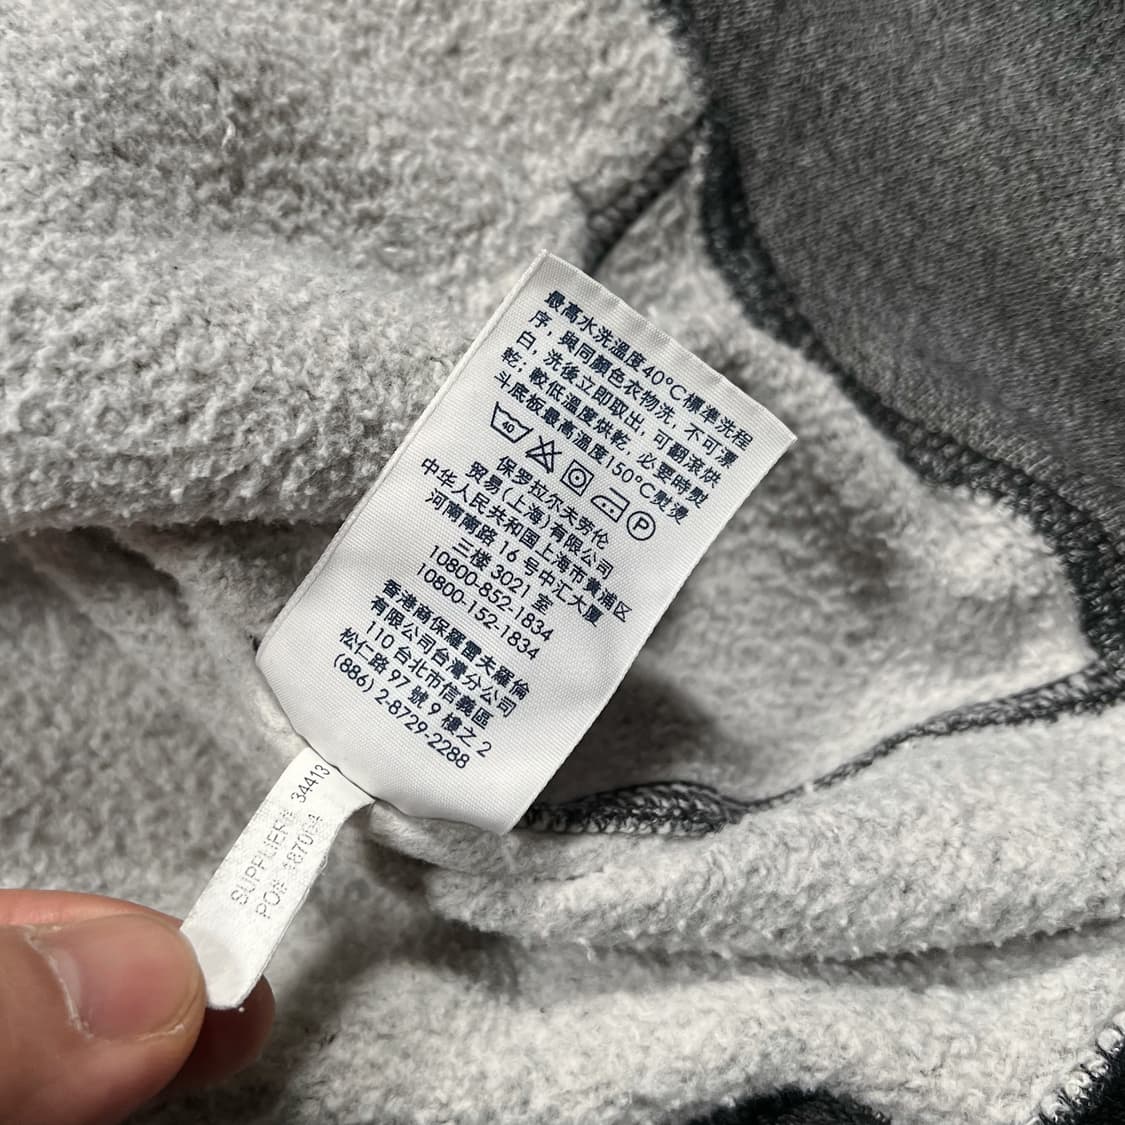 最高水洗溫度40°C標準洗程
序，與同顏色衣物洗，不可漂
白，洗後立即取出，可翻滾烘
乾；較低溫度烘乾，必要時熨
斗底板最高溫度150°C熨燙
40 P
保罗拉尔夫劳伦
贸易(上海)有限公司
中华人民共和国上海市黄浦区
河南南路 16 号中汇大厦
三楼 3021 室
10800-852-1834
10800-152-1834
香港商保羅雷夫羅倫
有限公司台灣分公司
110 台北市信義區
松仁路 97 號 9 樓之 2
(886) 2-8729-2288
SUPPLIER# 34413
PO#